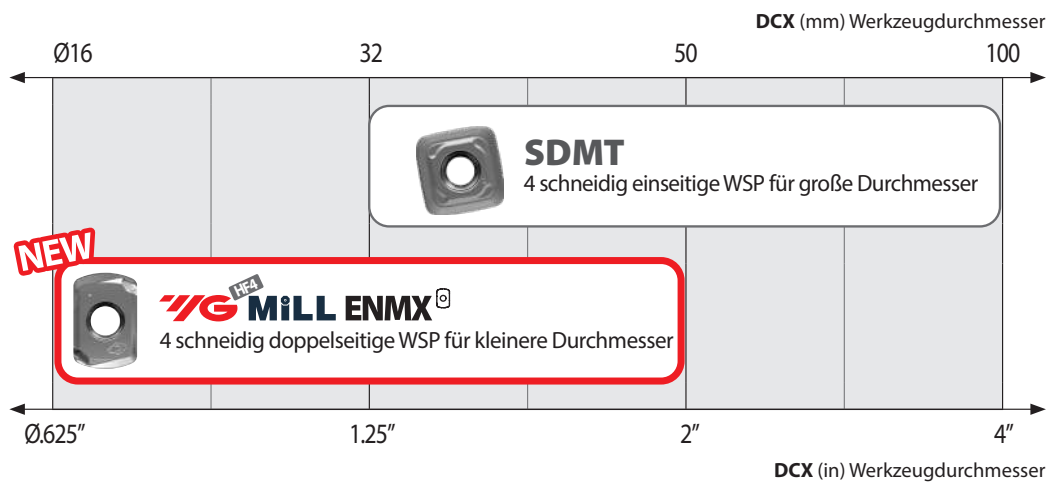 DCX (mm) Werkzeugdurchmesser
Ø16 32 50 100
SDMT
4 schneidig einseitige WSP für große Durchmesser
NEW
YG HF4 MiLL ENMX
4 schneidig doppelseitige WSP für kleinere Durchmesser
Ø.625″ 1.25″ 2″ 4″
DCX (in) Werkzeugdurchmesser